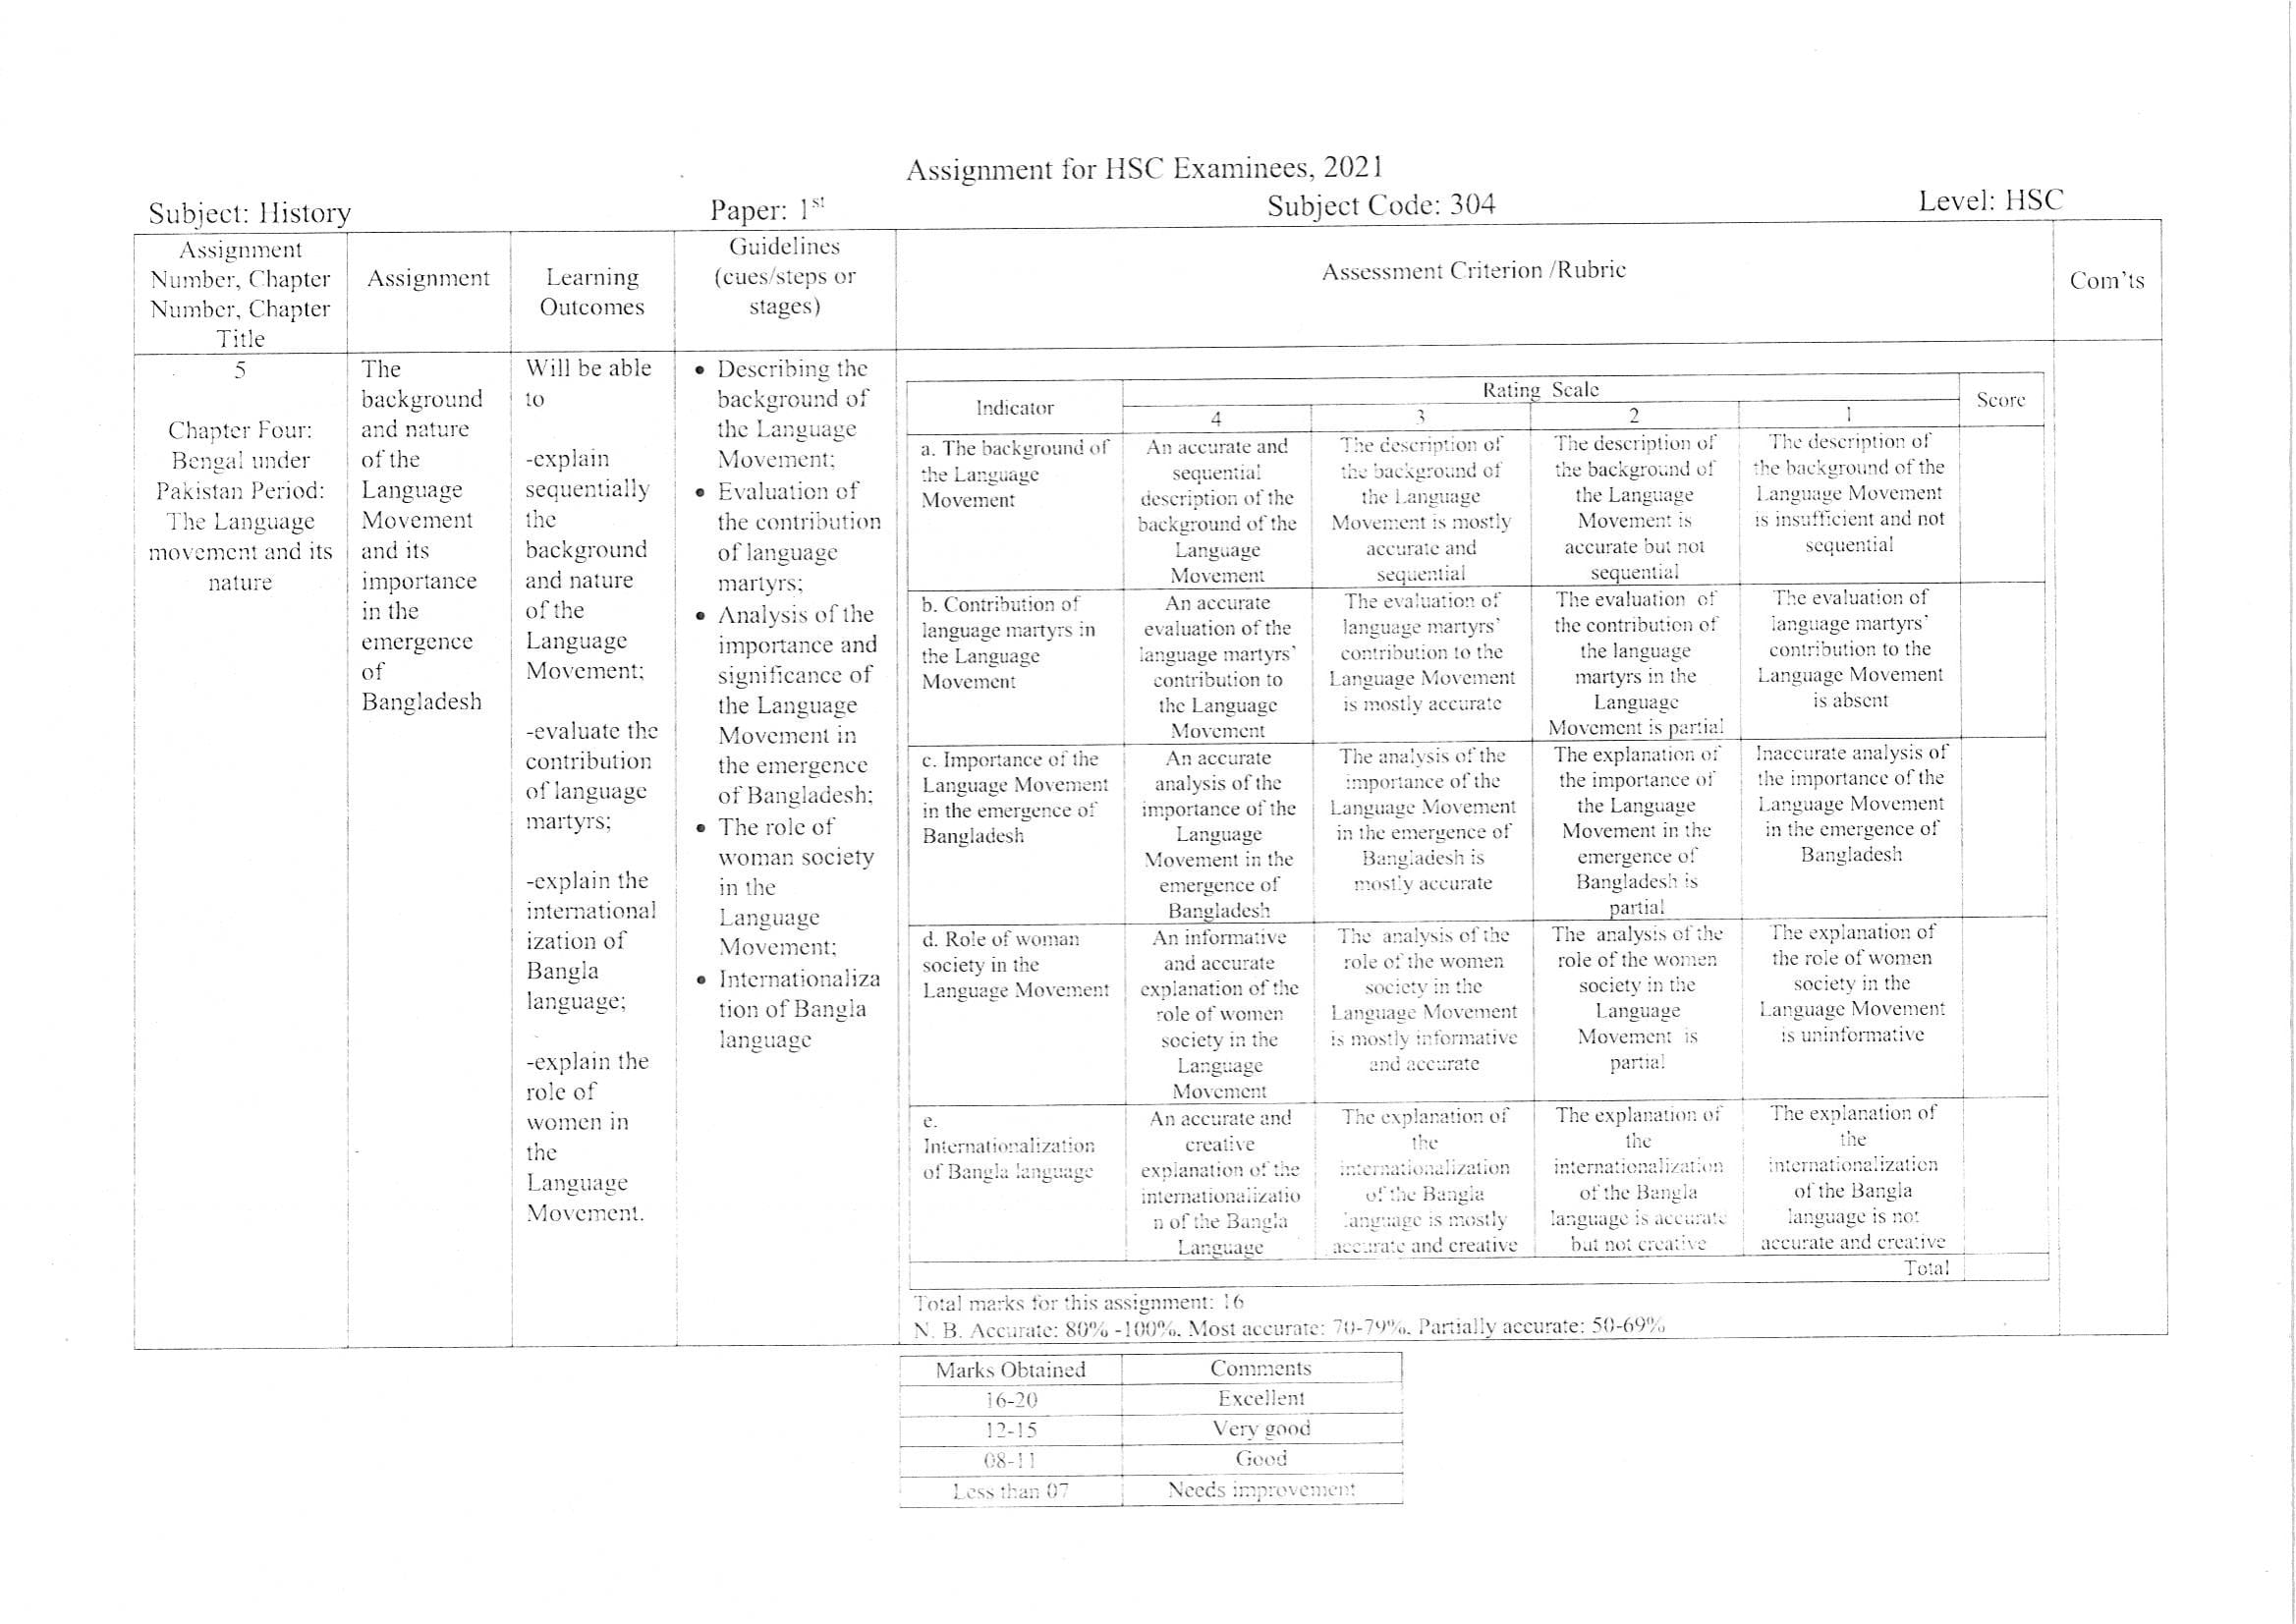 Assignment for HSC Examinees, 2021
Subject: History Paper: 1st Subject Code: 304 Level: HSC
Assignment
Number, Chapter
Number, Chapter
Title
Assignment
Learning
Outcomes
Guidelines
(cues/steps or
stages)
Assessment Criterion /Rubric
Com'ts
5
Chapter Four:
Bengal under
Pakistan Period:
The Language
movement and its
nature
The
background
and nature
of the
Language
Movement
and its
importance
in the
emergence
of
Bangladesh
Will be able
to
-explain
sequentially
the
background
and nature
of the
Language
Movement;
-evaluate the
contribution
of language
martyrs;
-explain the
international
ization of
Bangla
language;
-explain the
role of
women in
the
Language
Movement.
• Describing the
background of
the Language
Movement;
• Evaluation of
the contribution
of language
martyrs;
• Analysis of the
importance and
significance of
the Language
Movement in
the emergence
of Bangladesh;
• The role of
woman society
in the
Language
Movement;
• Internationaliza
tion of Bangla
language
Indicator
Rating Scale
Score
4 3 2 1
a. The background of
the Language
Movement
An accurate and
sequential
description of the
background of the
Language
Movement
The description of
the background of
the Language
Movement is mostly
accurate and
sequential
The description of
the background of
the Language
Movement is
accurate but not
sequential
The description of
the background of the
Language Movement
is insufficient and not
sequential
b. Contribution of
language martyrs in
the Language
Movement
An accurate
evaluation of the
language martyrs'
contribution to
the Language
Movement
The evaluation of
language martyrs'
contribution to the
Language Movement
is mostly accurate
The evaluation of
the contribution of
the language
martyrs in the
Language
Movement is partial
The evaluation of
language martyrs'
contribution to the
Language Movement
is absent
c. Importance of the
Language Movement
in the emergence of
Bangladesh
An accurate
analysis of the
importance of the
Language
Movement in the
emergence of
Bangladesh
The analysis of the
importance of the
Language Movement
in the emergence of
Bangladesh is
mostly accurate
The explanation of
the importance of
the Language
Movement in the
emergence of
Bangladesh is
partial
Inaccurate analysis of
the importance of the
Language Movement
in the emergence of
Bangladesh
d. Role of woman
society in the
Language Movement
An informative
and accurate
explanation of the
role of women
society in the
Language
Movement
The analysis of the
role of the women
society in the
Language Movement
is mostly informative
and accurate
The analysis of the
role of the women
society in the
Language
Movement is
partial
The explanation of
the role of women
society in the
Language Movement
is uninformative
e.
Internationalization
of Bangla language
An accurate and
creative
explanation of the
internationalizatio
n of the Bangla
Language
The explanation of
the
internationalization
of the Bangla
language is mostly
accurate and creative
The explanation of
the
internationalization
of the Bangla
language is accurate
but not creative
The explanation of
the
internationalization
of the Bangla
language is not
accurate and creative
Total
Total marks for this assignment: 16
N. B. Accurate: 80% -100%. Most accurate: 70-79%. Partially accurate: 50-69%
Marks Obtained Comments
16-20 Excellent
12-15 Very good
08-11 Good
Less than 07 Needs improvement